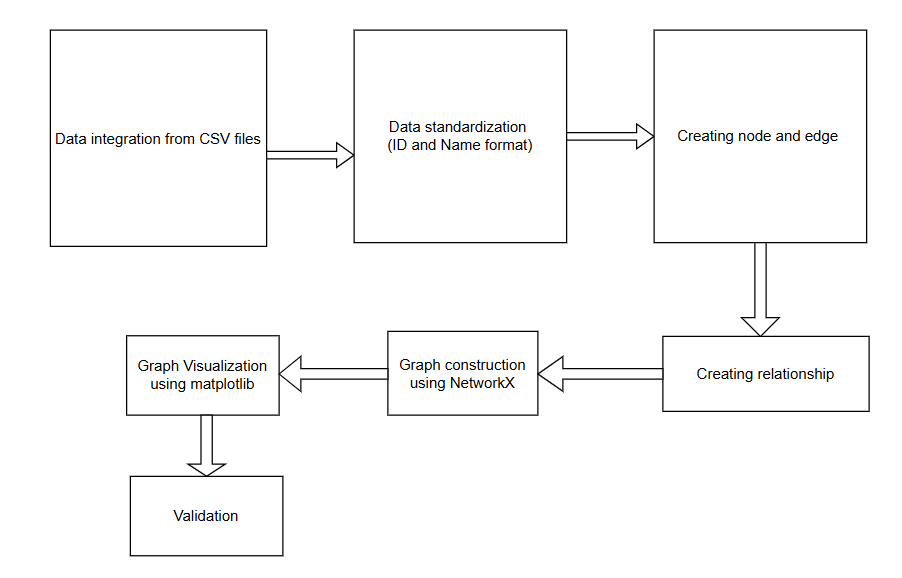 Data integration from CSV files
Data standardization
(ID and Name format)
Creating node and edge
Creating relationship
Graph construction
using NetworkX
Graph Visualization
using matplotlib
Validation